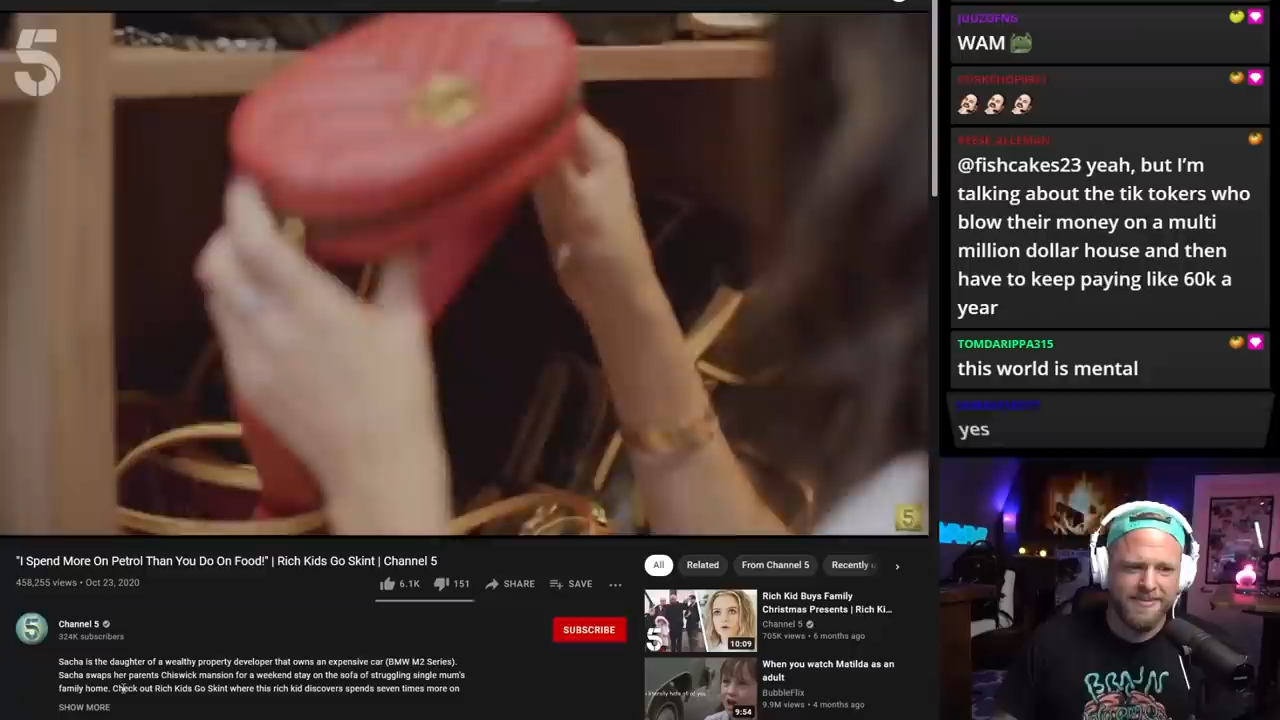 5
5
"I Spend More On Petrol Than You Do On Food!" | Rich Kids Go Skint | Channel 5
458,255 views • Oct 23, 2020
6.1K
151
SHARE
SAVE
Channel 5
324K subscribers
SUBSCRIBE
Sacha is the daughter of a wealthy property developer that owns an expensive car (BMW M2 Series).
Sacha swaps her parents Chiswick mansion for a weekend stay on the sofa of struggling single mum's
family home. Check out Rich Kids Go Skint where this rich kid discovers spends seven times more on
SHOW MORE
All
Related
From Channel 5
Recently
Rich Kid Buys Family
Christmas Presents | Rich Ki...
Channel 5
705K views • 6 months ago
5
10:09
When you watch Matilda as an
adult
BubbleFlix
9.9M views • 4 months ago
9:54
WAM
REESE ALLEMAN
@fishcakes23 yeah, but I'm
talking about the tik tokers who
blow their money on a multi
million dollar house and then
have to keep paying like 60k a
year
TOMDARIPPA315
this world is mental
yes
BRAIN